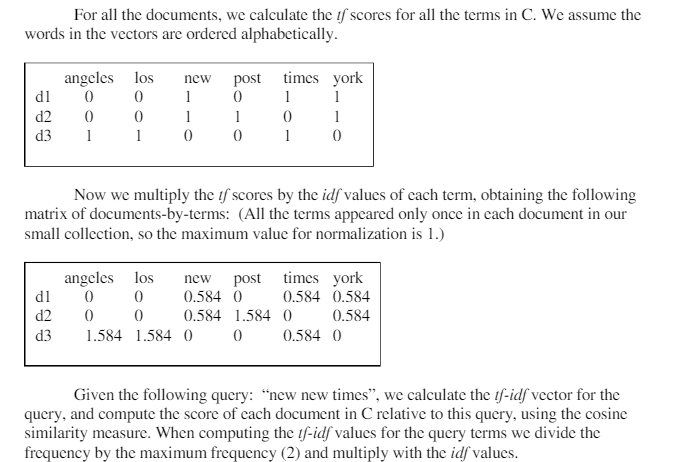 For all the documents, we calculate the tf scores for all the terms in C. We assume the
words in the vectors are ordered alphabetically.
angeles los new post times york
d1 0 0 1 0 1 1
d2 0 0 1 1 0 1
d3 1 1 0 0 1 0
Now we multiply the tf scores by the idf values of each term, obtaining the following
matrix of documents-by-terms: (All the terms appeared only once in each document in our
small collection, so the maximum value for normalization is 1.)
angeles los new post times york
d1 0 0 0.584 0 0.584 0.584
d2 0 0 0.584 1.584 0 0.584
d3 1.584 1.584 0 0 0.584 0
Given the following query: “new new times”, we calculate the tf-idf vector for the
query, and compute the score of each document in C relative to this query, using the cosine
similarity measure. When computing the tf-idf values for the query terms we divide the
frequency by the maximum frequency (2) and multiply with the idf values.